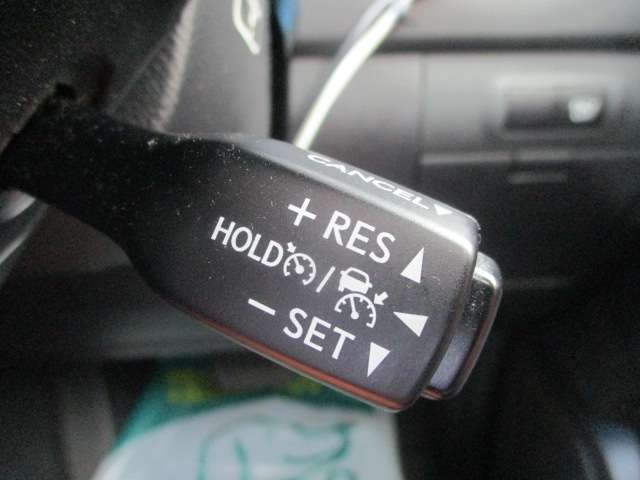 CANCEL
+ RES
HOLD /
− SET